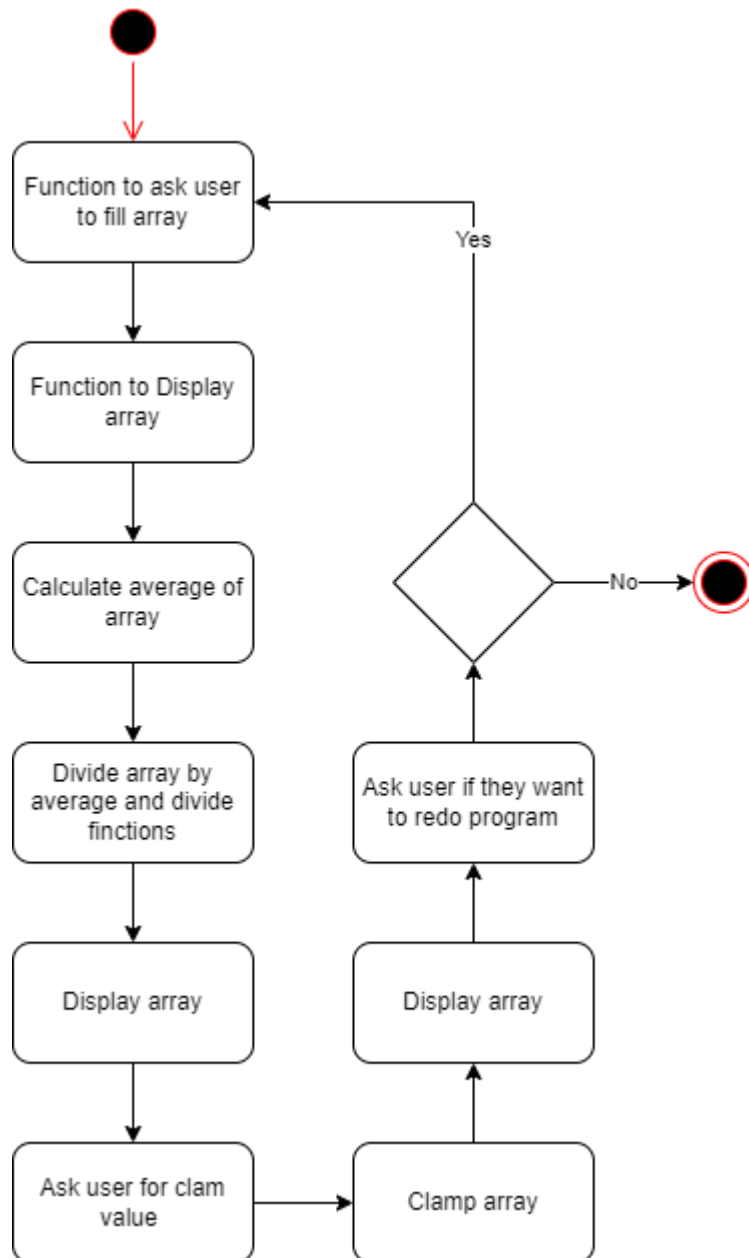 Function to ask user
to fill array
Function to Display
array
Calculate average of
array
Divide array by
average and divide
finctions
Display array
Ask user for clam
value
Clamp array
Display array
Ask user if they want
to redo program
Yes
No